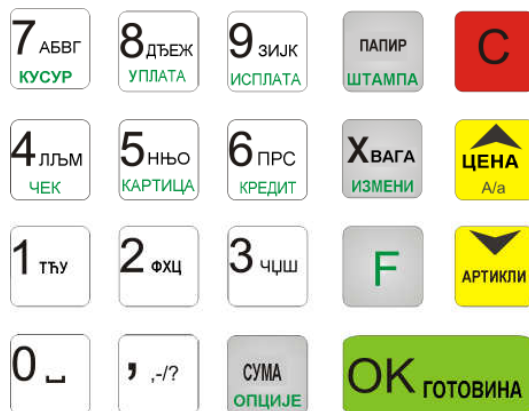 7 АБВГ
КУСУР
8 ДЂЕЖ
УПЛАТА
9 ЗИЈК
ИСПЛАТА
ПАПИР
ШТАМПА
C
4 ЛЉМ
ЧЕК
5 НЊО
КАРТИЦА
6 ПРС
КРЕДИТ
X ВАГА
ИЗМЕНИ
ЦЕНА
А/а
1 ТЋУ
2 ФХЦ
3 ЧЏШ
F
АРТИКЛИ
0 ⎵
, ,-/?
СУМА
ОПЦИЈЕ
OK ГОТОВИНА